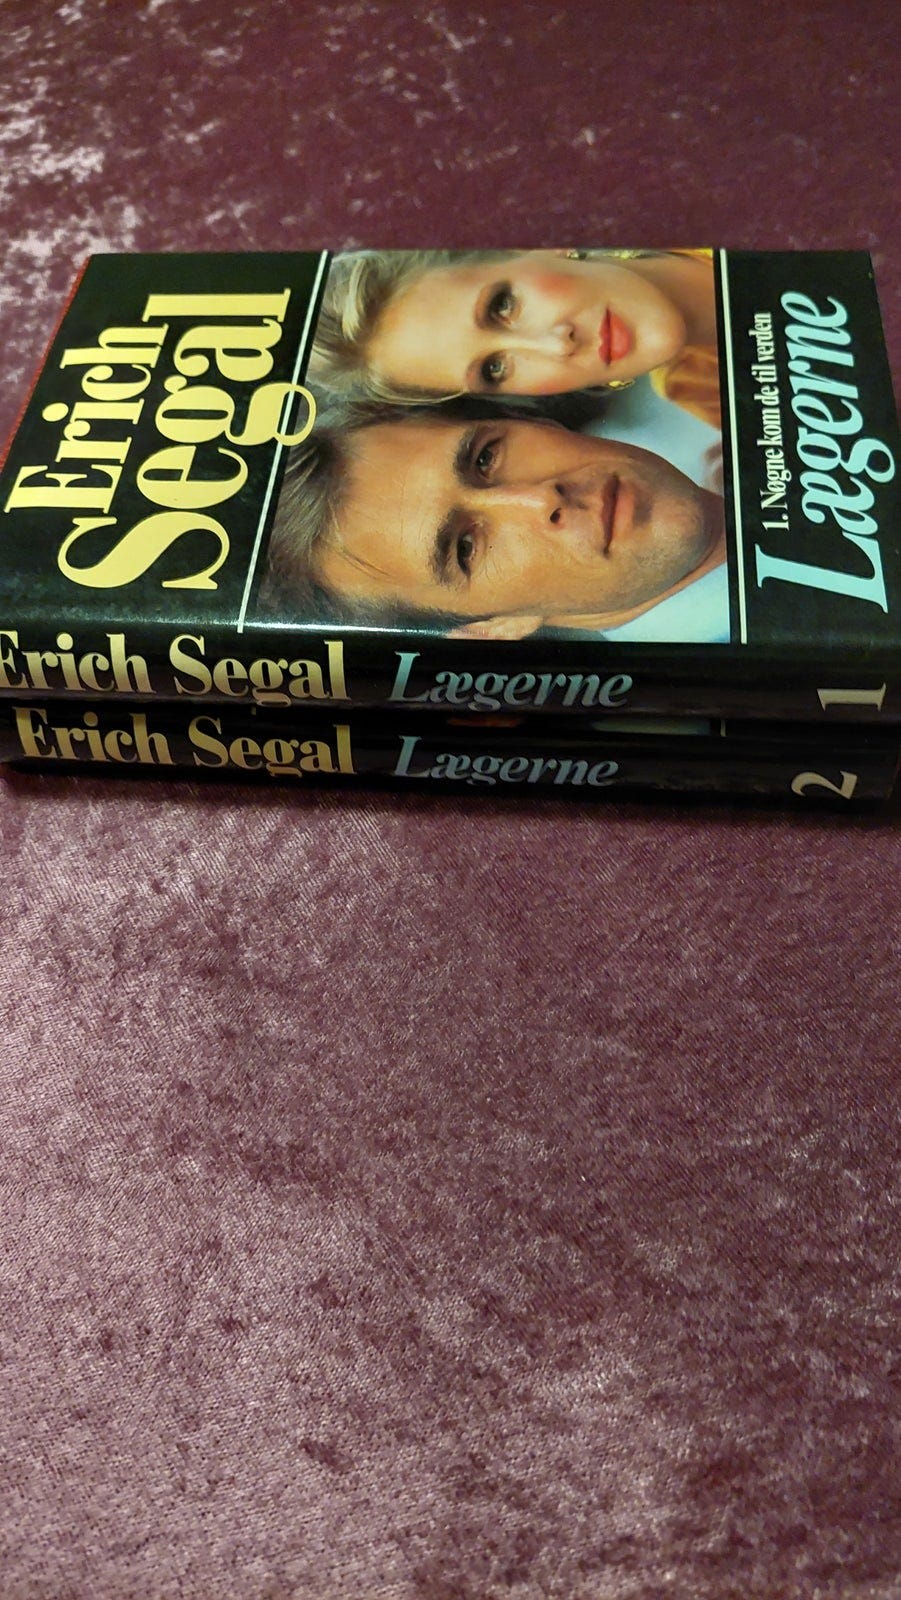 Erich
Segal
1. Nøgne kom de til verden
Lægerne
Erich Segal Lægerne 1
Erich Segal Lægerne 2